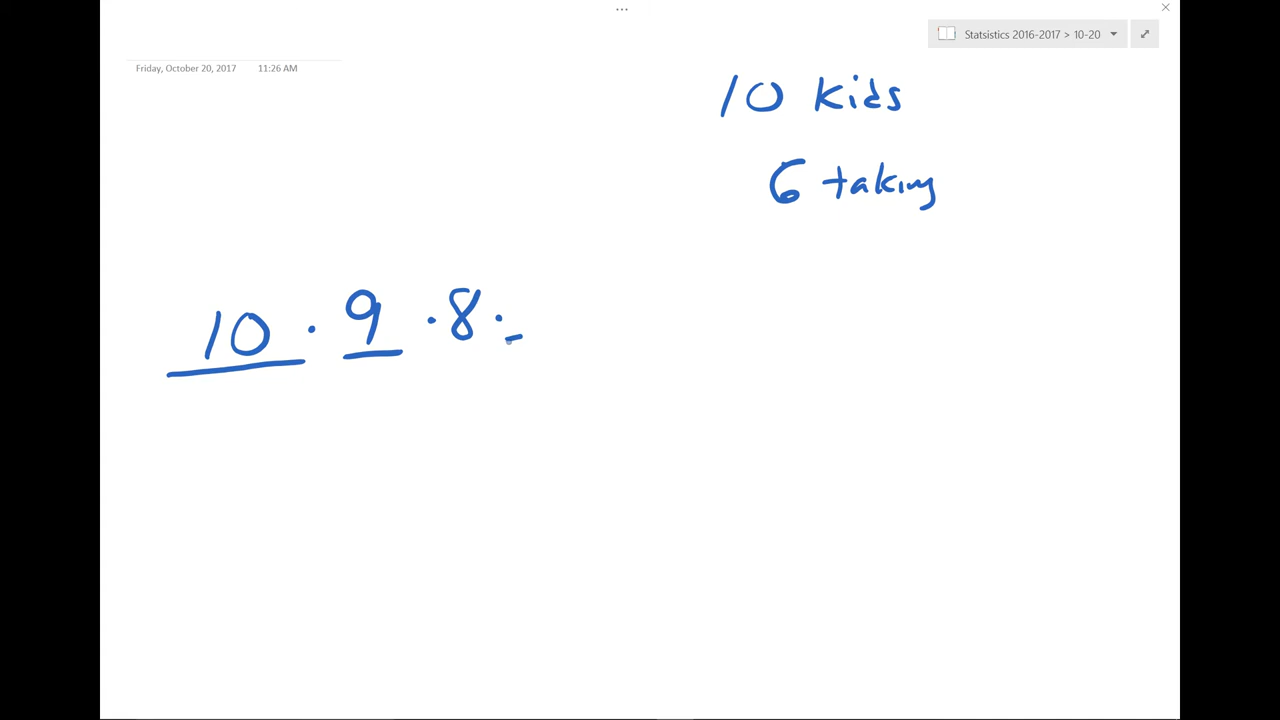 Statsistics 2016-2017 > 10-20
Friday, October 20, 2017 11:26 AM
10 kids
6 taking
10 · 9 · 8 ·